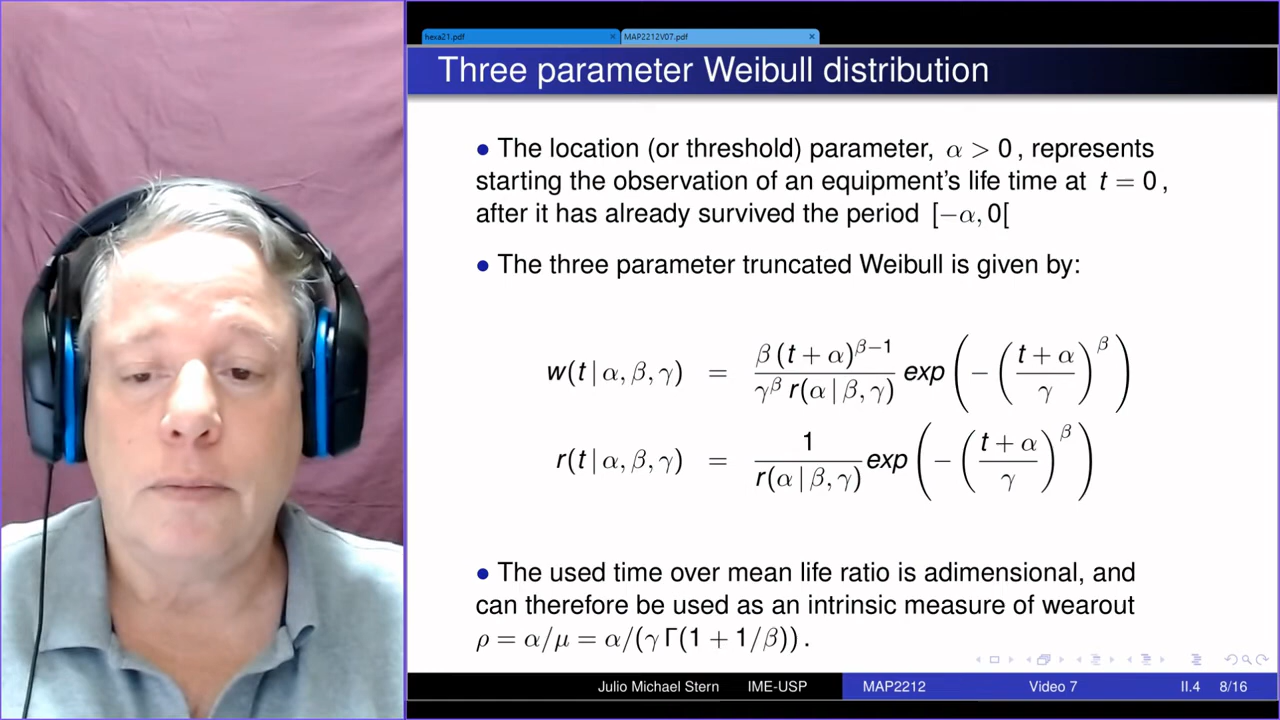 hexa21.pdf × MAP2212V07.pdf ×
Three parameter Weibull distribution
• The location (or threshold) parameter, α > 0 , represents
starting the observation of an equipment's life time at t = 0 ,
after it has already survived the period [−α, 0[
• The three parameter truncated Weibull is given by:
w(t | α, β, γ) = β (t + α)^{β−1} / γ^β r(α | β, γ) exp ( − ( t + α / γ )^β )
r(t | α, β, γ) = 1 / r(α | β, γ) exp ( − ( t + α / γ )^β )
• The used time over mean life ratio is adimensional, and
can therefore be used as an intrinsic measure of wearout
ρ = α/μ = α/(γ Γ(1 + 1/β)) .
Julio Michael Stern IME-USP MAP2212 Video 7 II.4 8/16